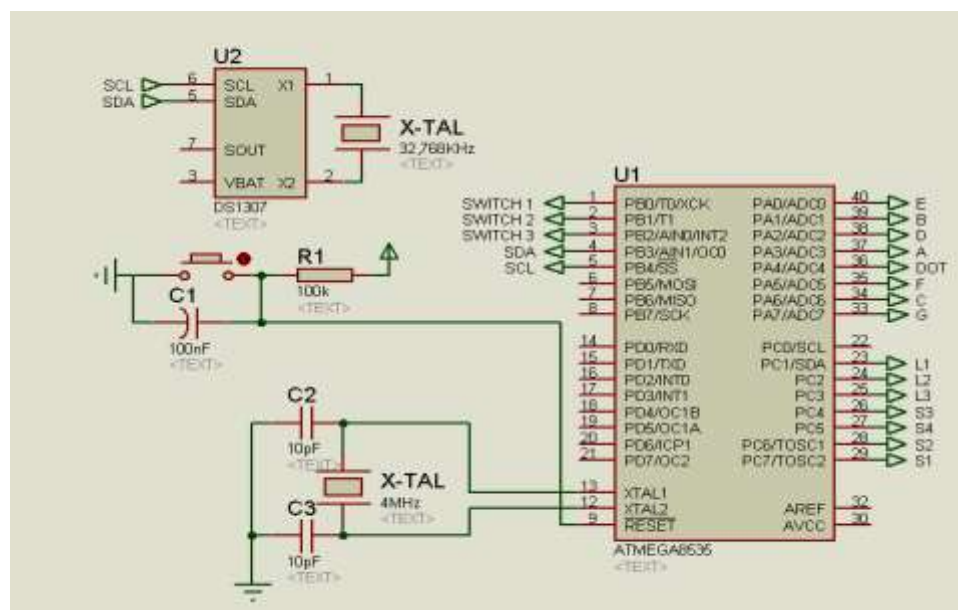 U2
SCL 6 SCL X1 1
SDA 5 SDA
7 SOUT
3 VBAT X2 2
DS1307
<TEXT>
X-TAL
32,768KHz
<TEXT>
R1
100k
<TEXT>
C1
100nF
<TEXT>
C2
10pF
<TEXT>
X-TAL
4MHz
<TEXT>
C3
10pF
<TEXT>
U1
SWITCH 1 1 PB0/T0/XCK PA0/ADC0 40 E
SWITCH 2 2 PB1/T1 PA1/ADC1 39 B
SWITCH 3 3 PB2/AIN0/INT2 PA2/ADC2 38 D
SDA 4 PB3/AIN1/OC0 PA3/ADC3 37 A
SCL 5 PB4/SS PA4/ADC4 36 DOT
6 PB5/MOSI PA5/ADC5 35 F
7 PB6/MISO PA6/ADC6 34 C
8 PB7/SCK PA7/ADC7 33 G
14 PD0/RXD PC0/SCL 22
15 PD1/TXD PC1/SDA 23 L1
16 PD2/INT0 PC2 24 L2
17 PD3/INT1 PC3 25 L3
18 PD4/OC1B PC4 26 S3
19 PD5/OC1A PC5 27 S4
20 PD6/ICP1 PC6/TOSC1 28 S2
21 PD7/OC2 PC7/TOSC2 29 S1
13 XTAL1
12 XTAL2 AREF 32
9 RESET AVCC 30
ATMEGA8535
<TEXT>